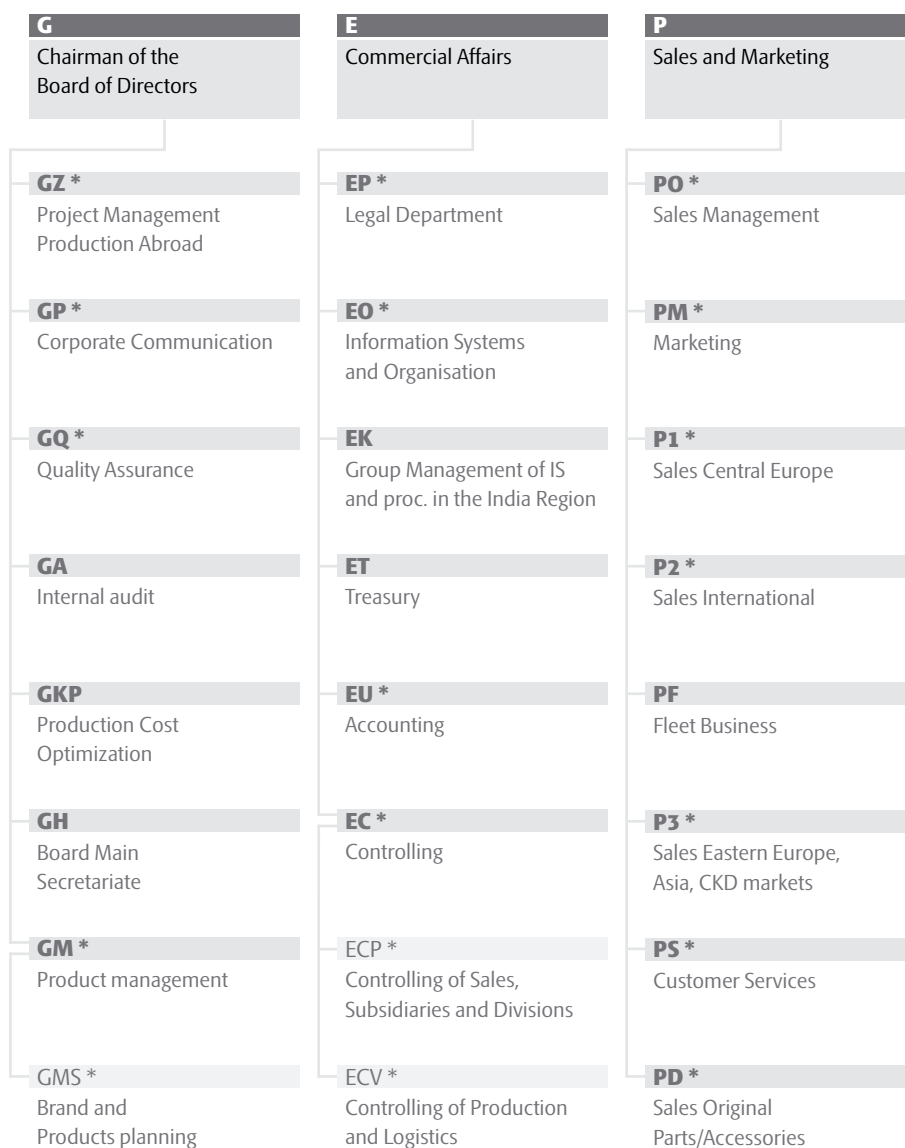 G
Chairman of the
Board of Directors
GZ *
Project Management
Production Abroad
GP *
Corporate Communication
GQ *
Quality Assurance
GA
Internal audit
GKP
Production Cost
Optimization
GH
Board Main
Secretariate
GM *
Product management
GMS *
Brand and
Products planning
E
Commercial Affairs
EP *
Legal Department
EO *
Information Systems
and Organisation
EK
Group Management of IS
and proc. in the India Region
ET
Treasury
EU *
Accounting
EC *
Controlling
ECP *
Controlling of Sales,
Subsidiaries and Divisions
ECV *
Controlling of Production
and Logistics
P
Sales and Marketing
PO *
Sales Management
PM *
Marketing
P1 *
Sales Central Europe
P2 *
Sales International
PF
Fleet Business
P3 *
Sales Eastern Europe,
Asia, CKD markets
PS *
Customer Services
PD *
Sales Original
Parts/Accessories